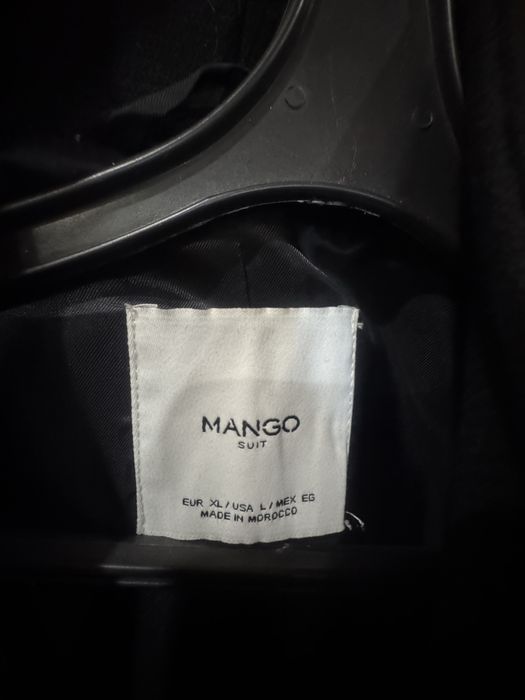 MANGO
SUIT
EUR XL / USA L / MEX EG
MADE IN MOROCCO